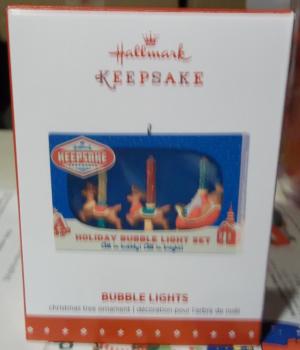 Hallmark
KEEPSAKE
KEEPSAKE
HOLIDAY BUBBLE LIGHT SET
BUBBLE LIGHTS
christmas tree ornament | décoration pour l'arbre de noël